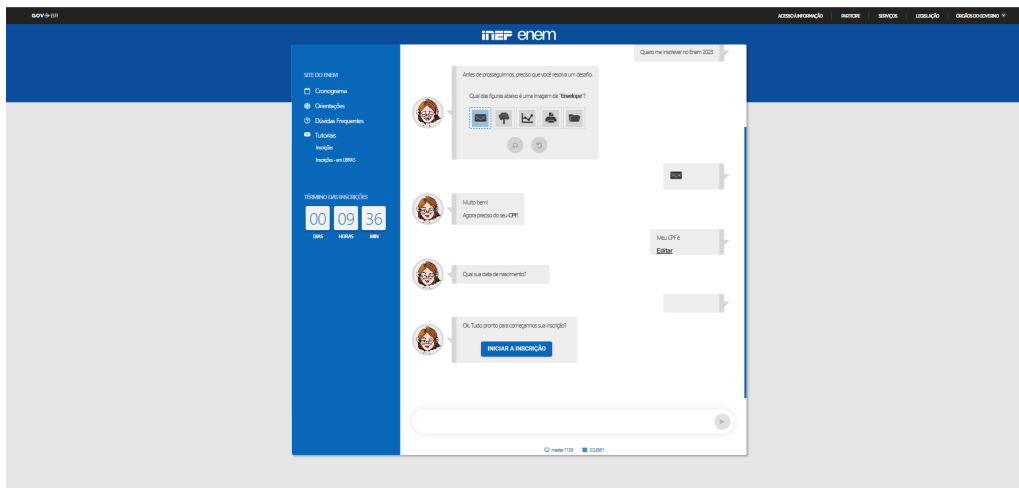 GOV BR
ACESSO À INFORMAÇÃO
PARTICIPE
SERVIÇOS
LEGISLAÇÃO
ÓRGÃOS DO GOVERNO
inep enem
Quero me inscrever no Enem 2023
SITE DO ENEM
Cronograma
Orientações
Dúvidas Frequentes
Tutoriais
Inscrições
Inscrições - em LIBRAS
TÉRMINO DAS INSCRIÇÕES
00 09 36
DIAS HORAS MIN
Antes de prosseguirmos, preciso que você resolva um desafio.
Qual das figuras abaixo é uma imagem de "Envelope"?
Muito bem!
Agora preciso do seu CPF!
Meu CPF é
Editar
Qual sua data de nascimento?
Ok. Tudo pronto para começarmos sua inscrição?
INICIAR A INSCRIÇÃO